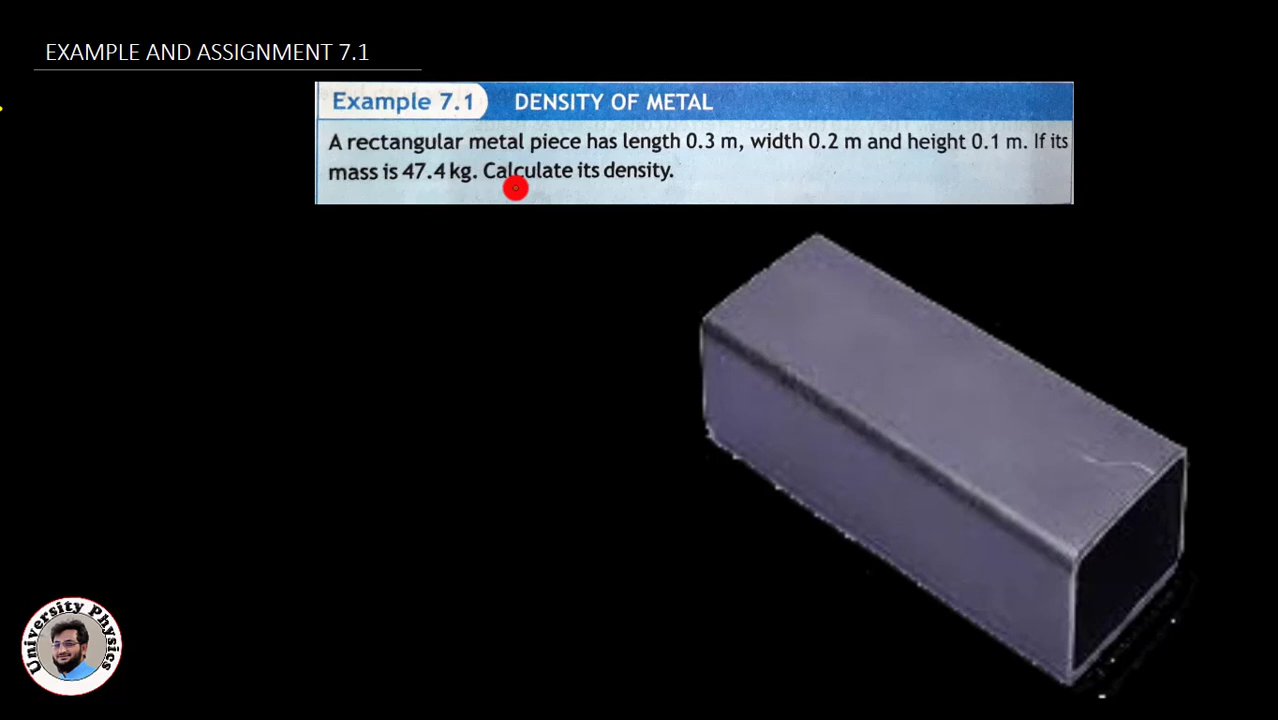 EXAMPLE AND ASSIGNMENT 7.1
Example 7.1 DENSITY OF METAL
A rectangular metal piece has length 0.3 m, width 0.2 m and height 0.1 m. If its
mass is 47.4 kg. Calculate its density.
University Physics